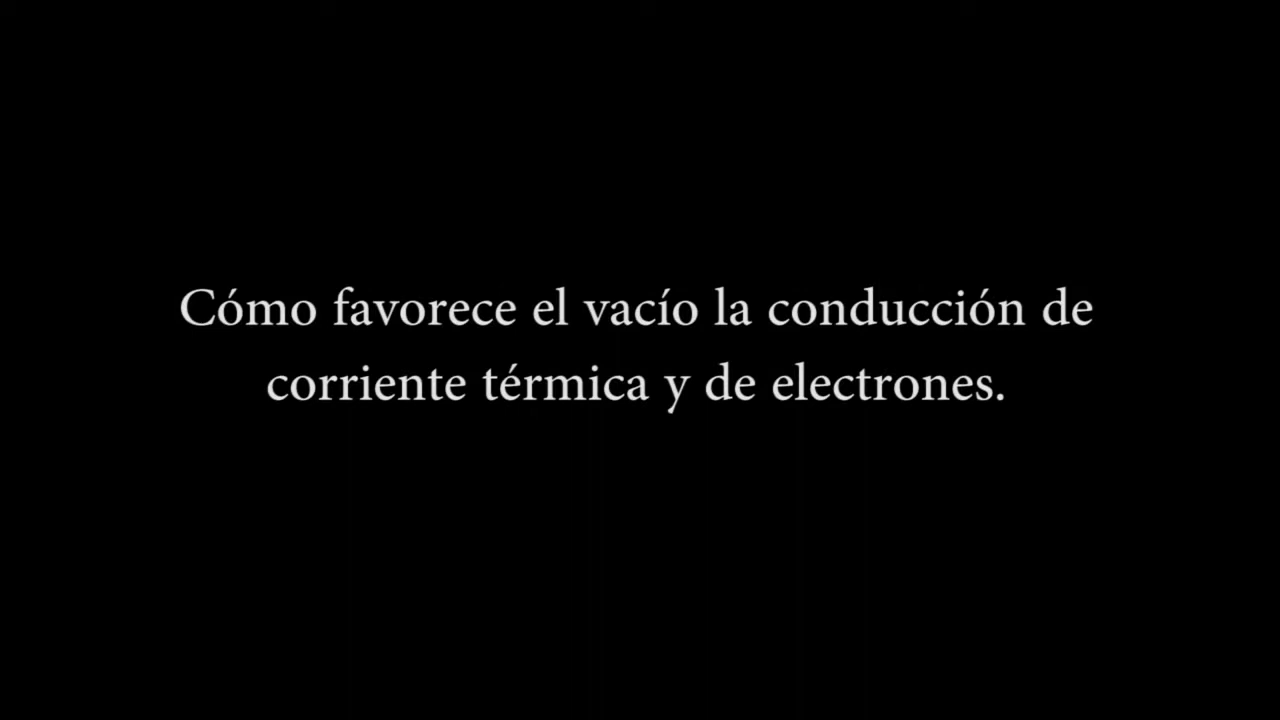 Cómo favorece el vacío la conducción de
corriente térmica y de electrones.